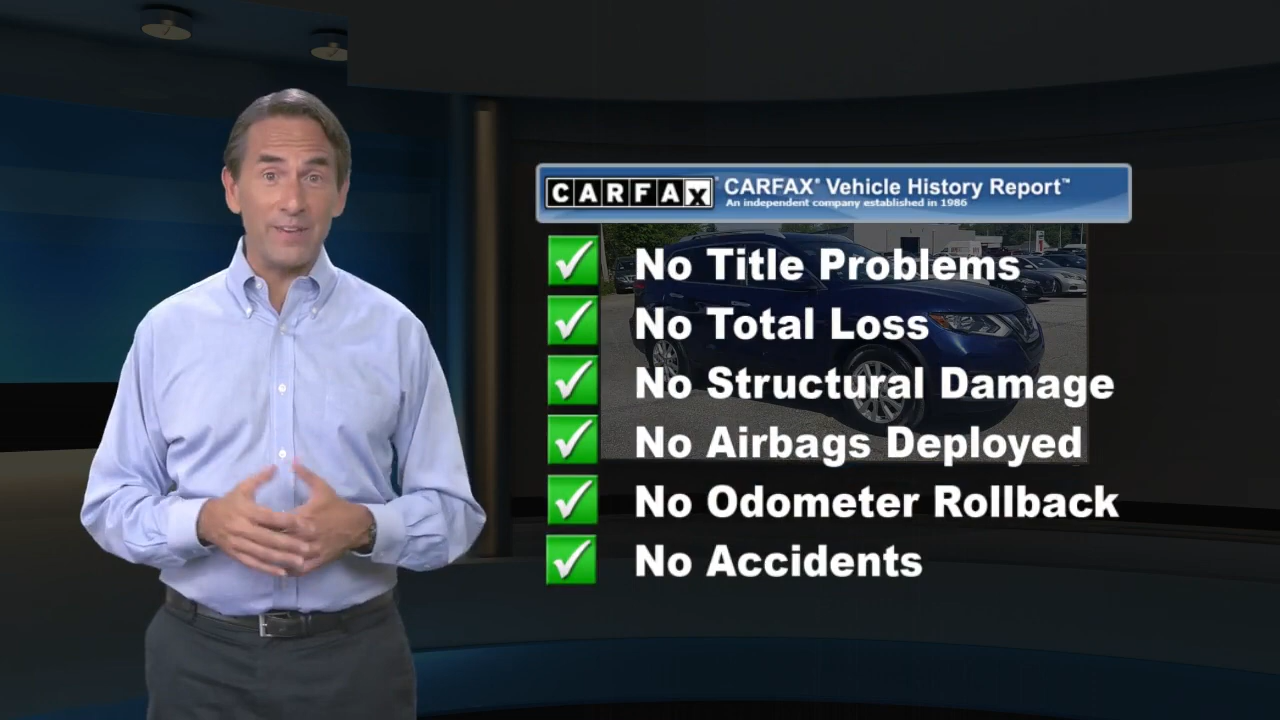 CARFAX® CARFAX® Vehicle History Report™
An independent company established in 1986
No Title Problems
No Total Loss
No Structural Damage
No Airbags Deployed
No Odometer Rollback
No Accidents